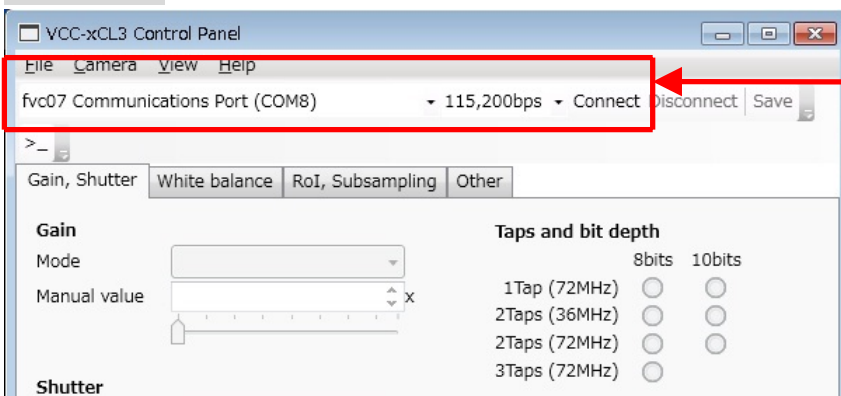 VCC-xCL3 Control Panel
File Camera View Help
fvc07 Communications Port (COM8) 115,200bps Connect Disconnect Save
>_
Gain, Shutter White balance RoI, Subsampling Other
Gain
Mode
Manual value x
Taps and bit depth
8bits 10bits
1Tap (72MHz)
2Taps (36MHz)
2Taps (72MHz)
3Taps (72MHz)
Shutter